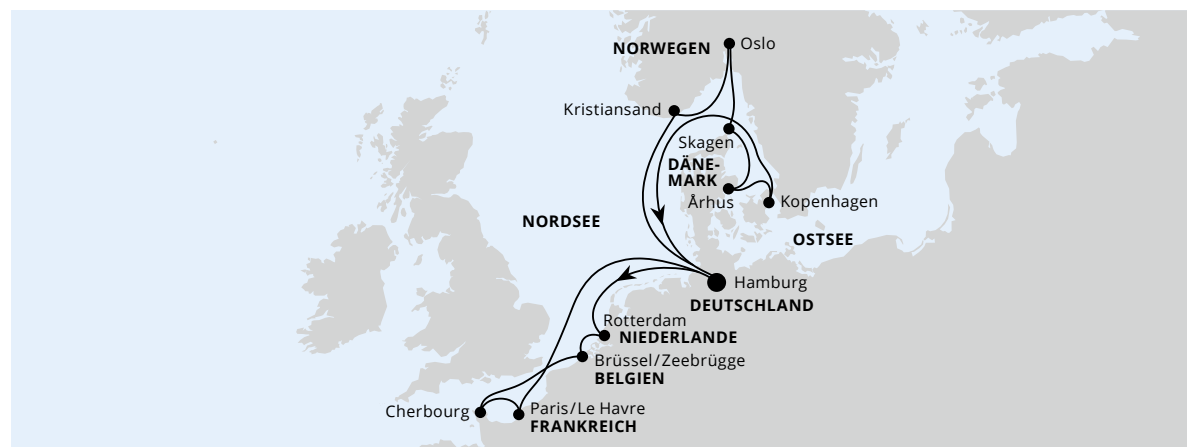 NORWEGEN
Oslo
Kristiansand
Skagen
DÄNE-
MARK
Århus
Kopenhagen
NORDSEE
OSTSEE
Hamburg
DEUTSCHLAND
Rotterdam
NIEDERLANDE
Brüssel/Zeebrügge
BELGIEN
Cherbourg
Paris/Le Havre
FRANKREICH